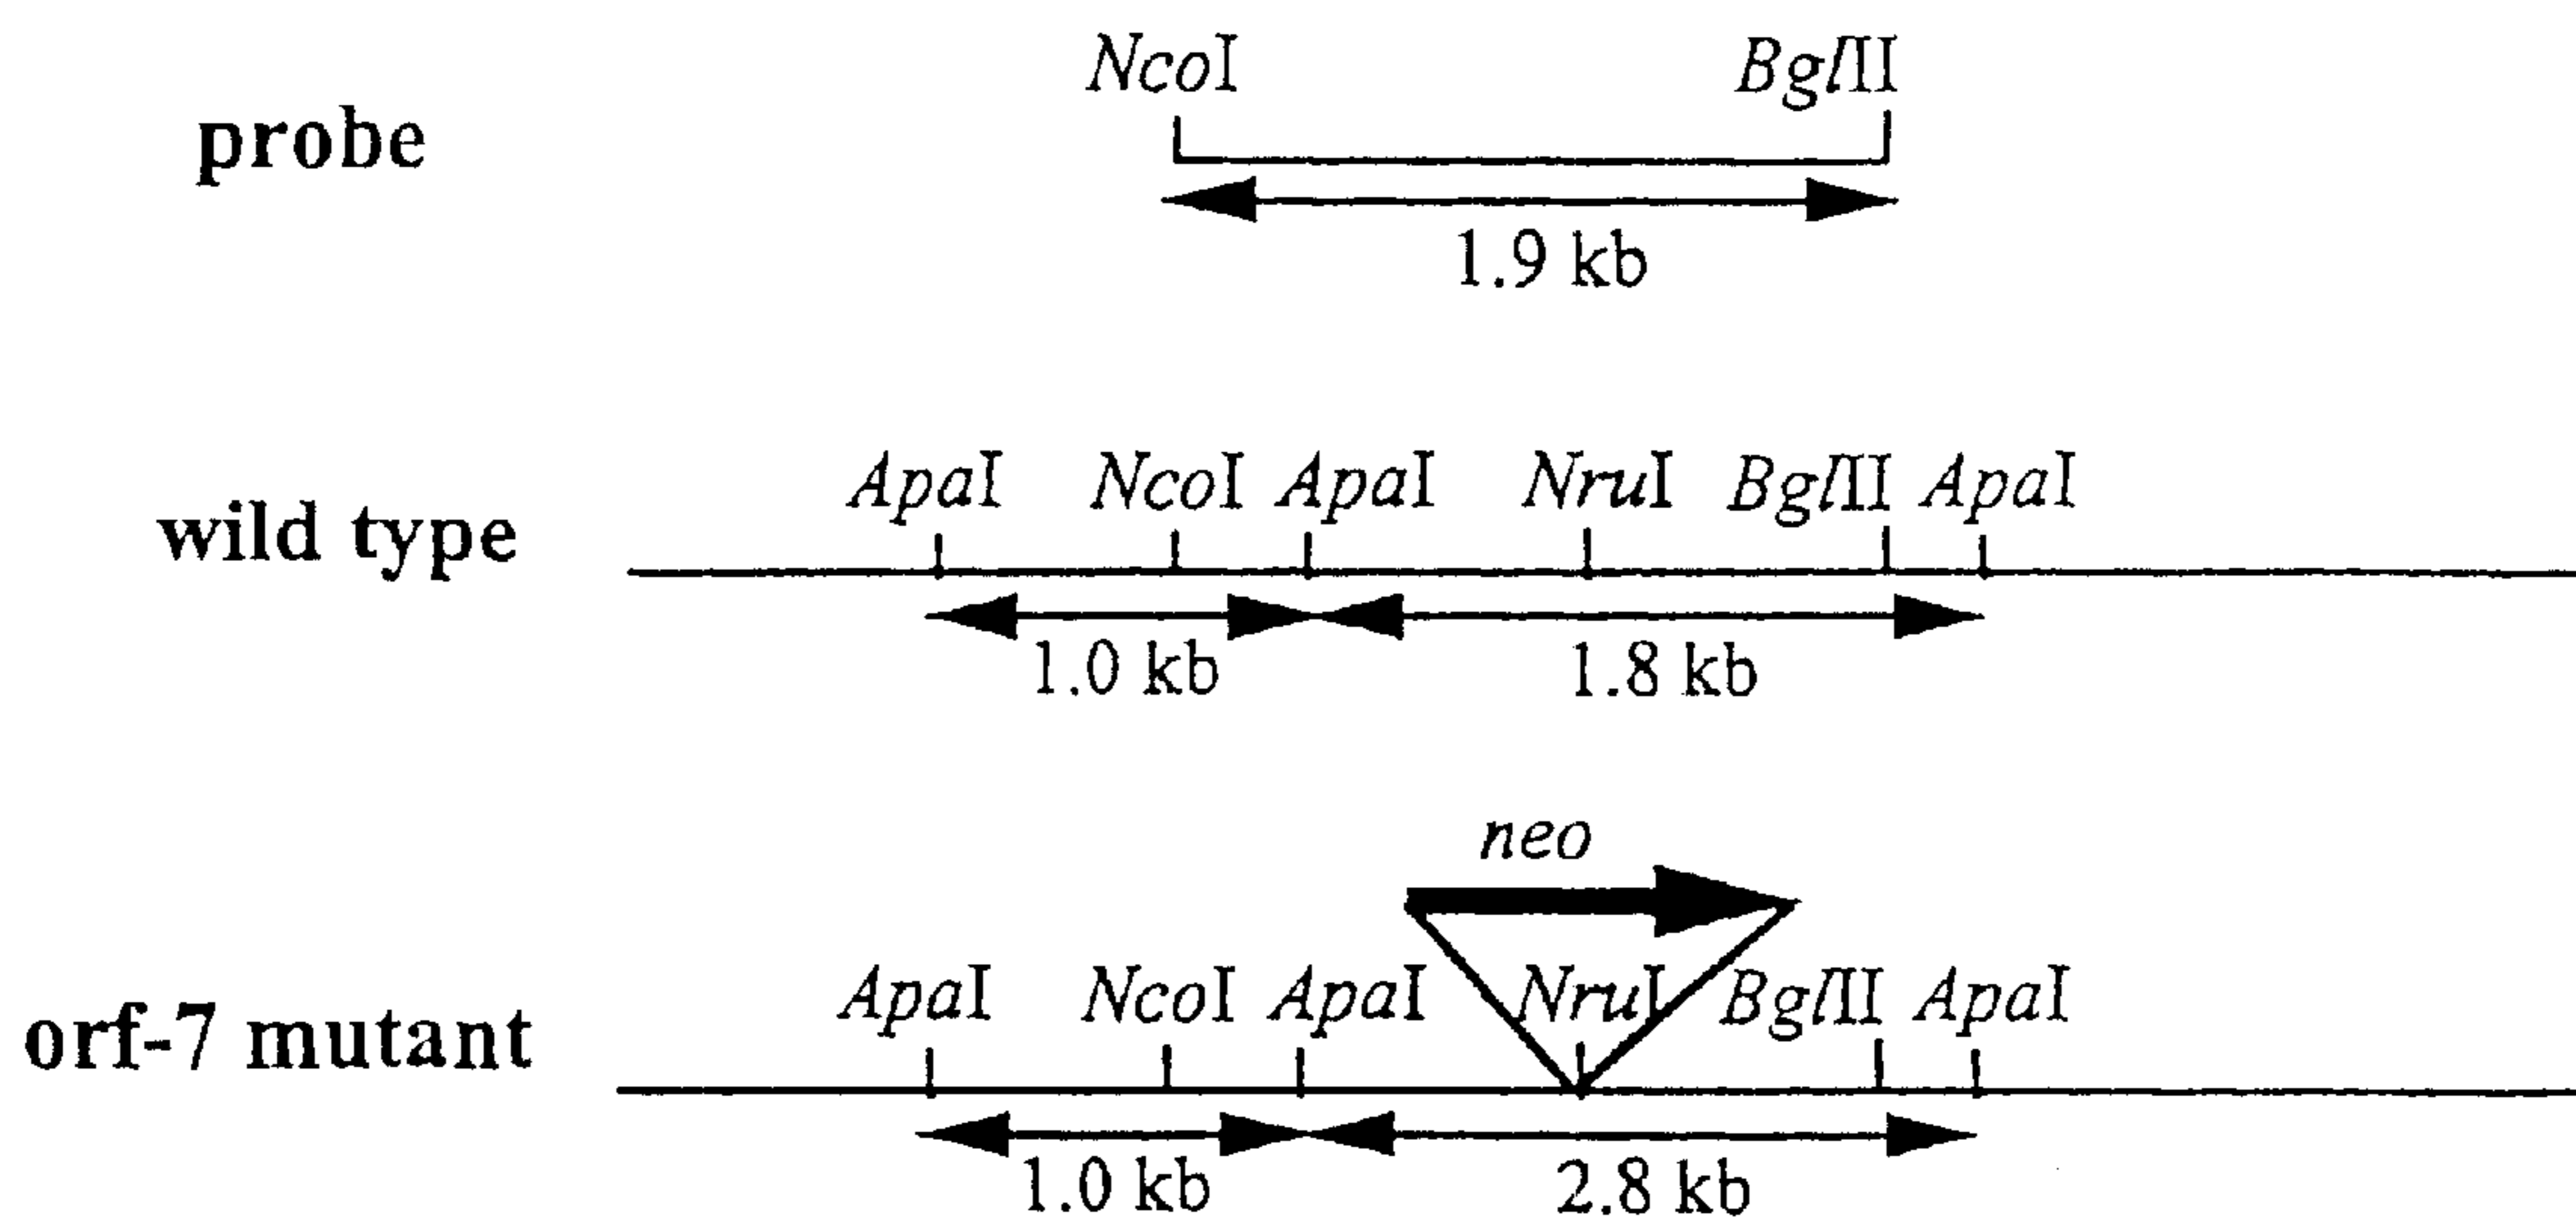 NcoI BglII
probe
1.9 kb
ApaI NcoI ApaI NruI BglII ApaI
wild type
1.0 kb 1.8 kb
neo
ApaI NcoI ApaI NruI BglII ApaI
orf-7 mutant
1.0 kb 2.8 kb